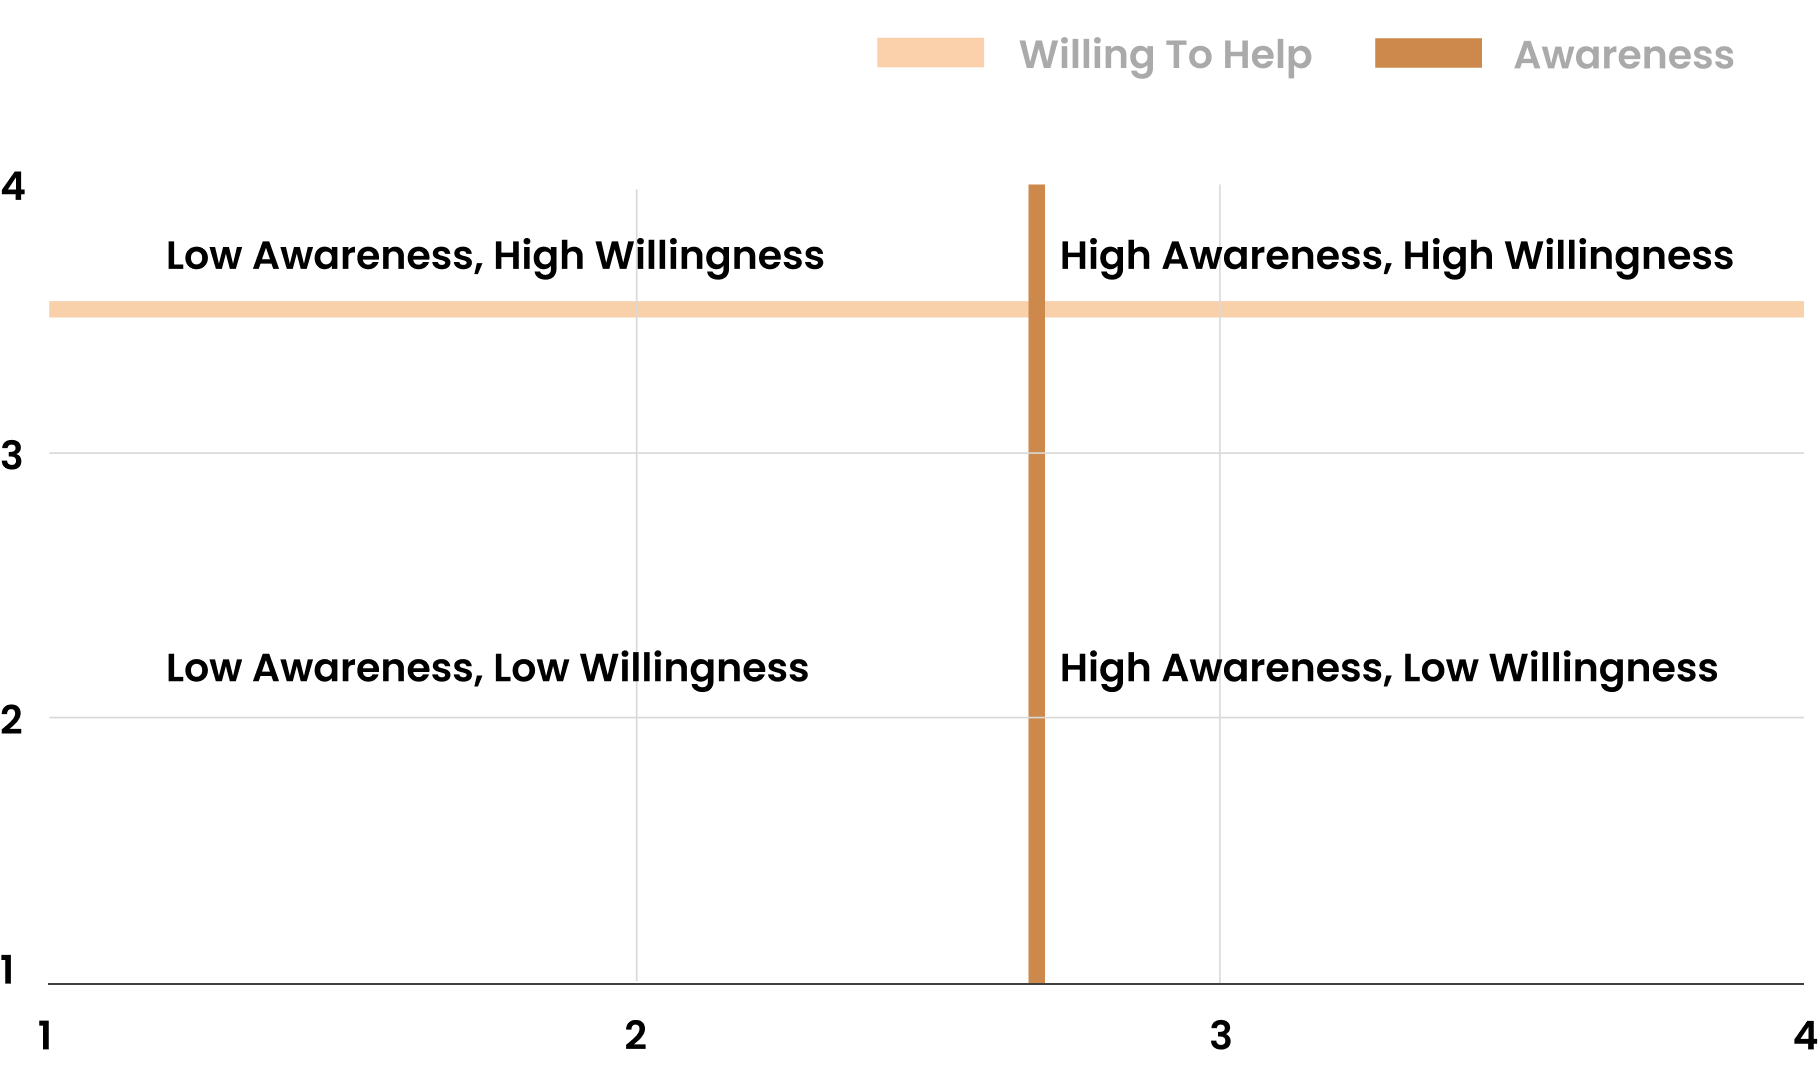 Willing To Help Awareness
4
Low Awareness, High Willingness High Awareness, High Willingness
3
Low Awareness, Low Willingness High Awareness, Low Willingness
2
1
1 2 3 4